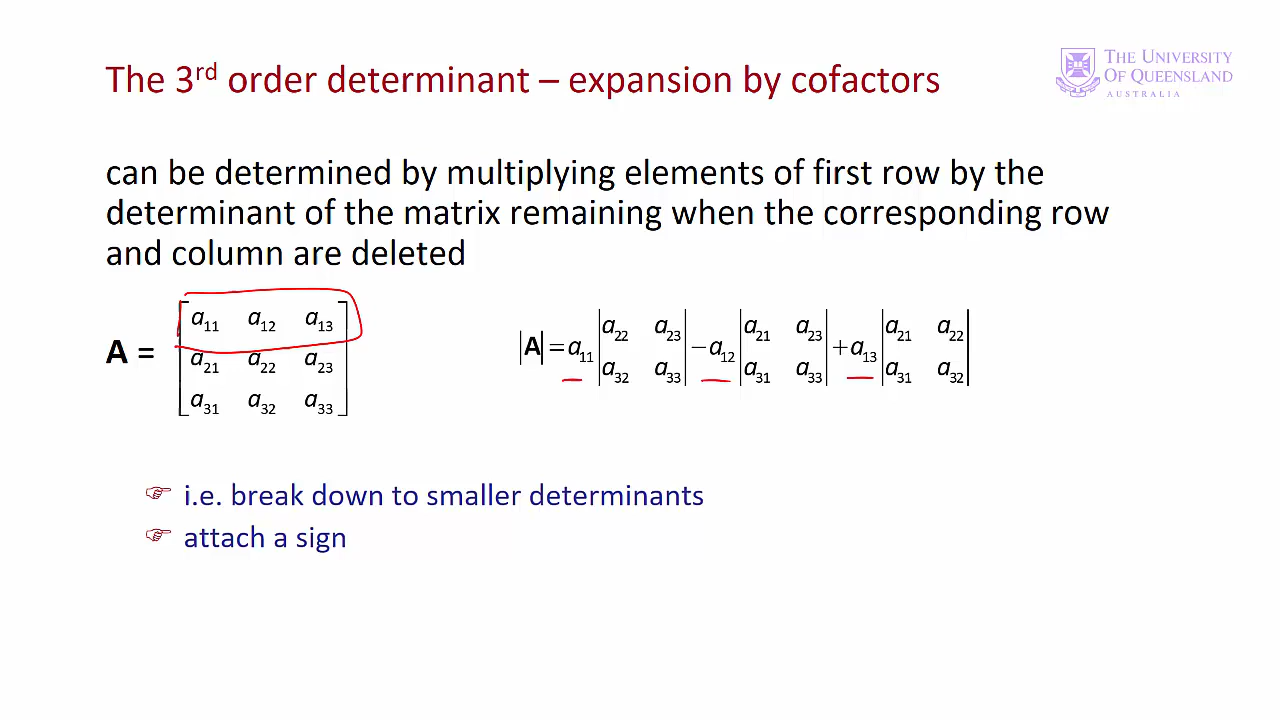 The 3rd order determinant – expansion by cofactors
THE UNIVERSITY
OF QUEENSLAND
AUSTRALIA
can be determined by multiplying elements of first row by the
determinant of the matrix remaining when the corresponding row
and column are deleted
A = [a11 a12 a13
a21 a22 a23
a31 a32 a33]
|A| = a11 |a22 a23; a32 a33| − a12 |a21 a23; a31 a33| + a13 |a21 a22; a31 a32|
☞ i.e. break down to smaller determinants
☞ attach a sign